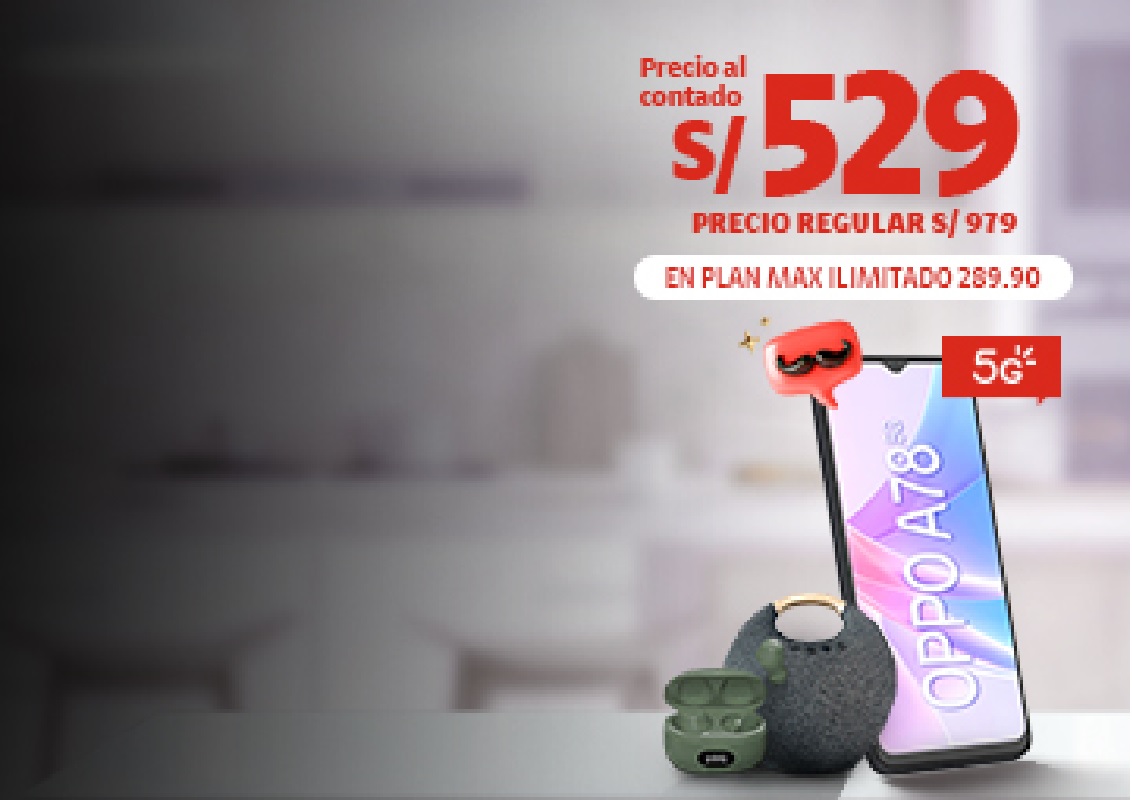 Precio al
contado
S/ 529
PRECIO REGULAR S/ 979
EN PLAN MAX ILIMITADO 289.90
5G
OPPO A78